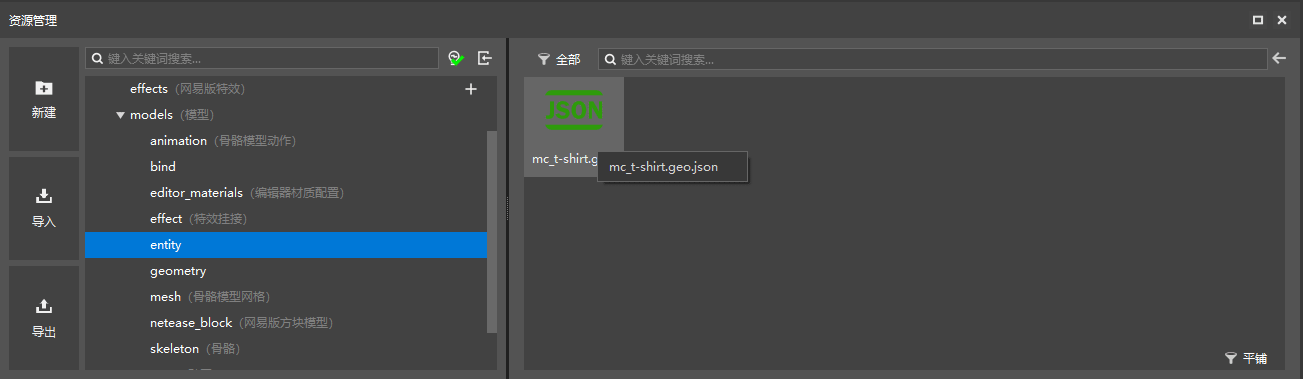 资源管理
新建
导入
导出
键入关键词搜索...
effects（网易版特效）
models（模型）
animation（骨骼模型动作）
bind
editor_materials（编辑器材质配置）
effect（特效挂接）
entity
geometry
mesh（骨骼模型网格）
netease_block（网易版方块模型）
skeleton（骨骼）
全部
键入关键词搜索...
JSON
mc_t-shirt.g
mc_t-shirt.geo.json
平铺